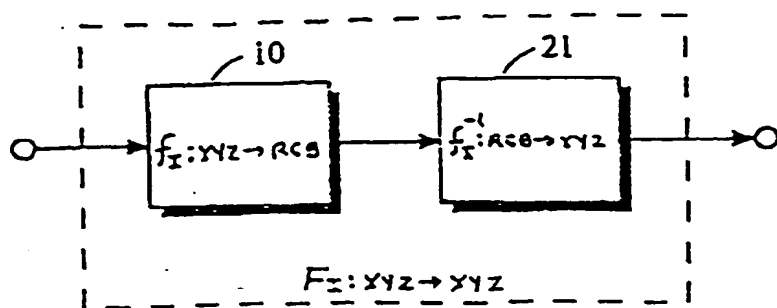 10
21
f_I: XYZ → RGB
f_I^-1: RGB → XYZ
F_I: XYZ → XYZ